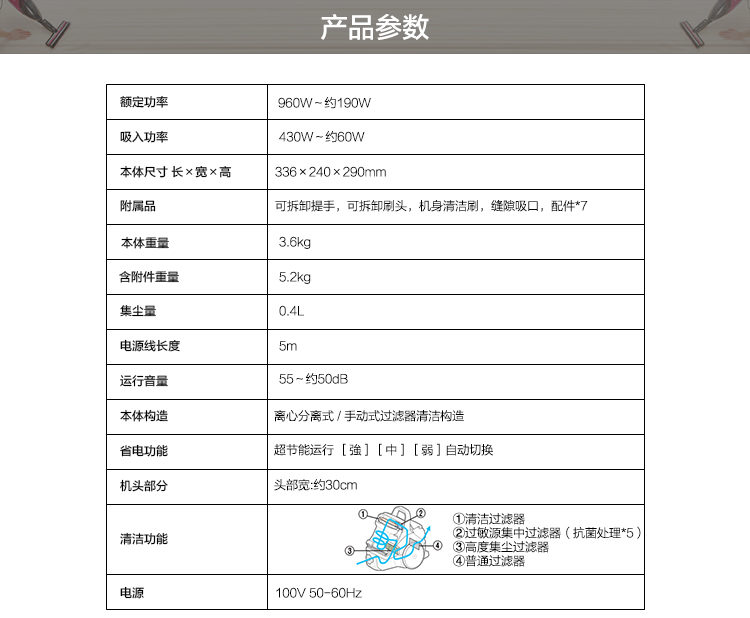 产品参数
额定功率 960W~约190W
吸入功率 430W~约60W
本体尺寸 长×宽×高 336×240×290mm
附属品 可拆卸提手，可拆卸刷头，机身清洁刷，缝隙吸口，配件*7
本体重量 3.6kg
含附件重量 5.2kg
集尘量 0.4L
电源线长度 5m
运行音量 55~约50dB
本体构造 离心分离式 / 手动式过滤器清洁构造
省电功能 超节能运行［強］［中］［弱］自动切换
机头部分 头部宽:约30cm
清洁功能
① ②
③ ④
①清洁过滤器
②过敏源集中过滤器（抗菌处理*5）
③高度集尘过滤器
④普通过滤器
电源 100V 50-60Hz